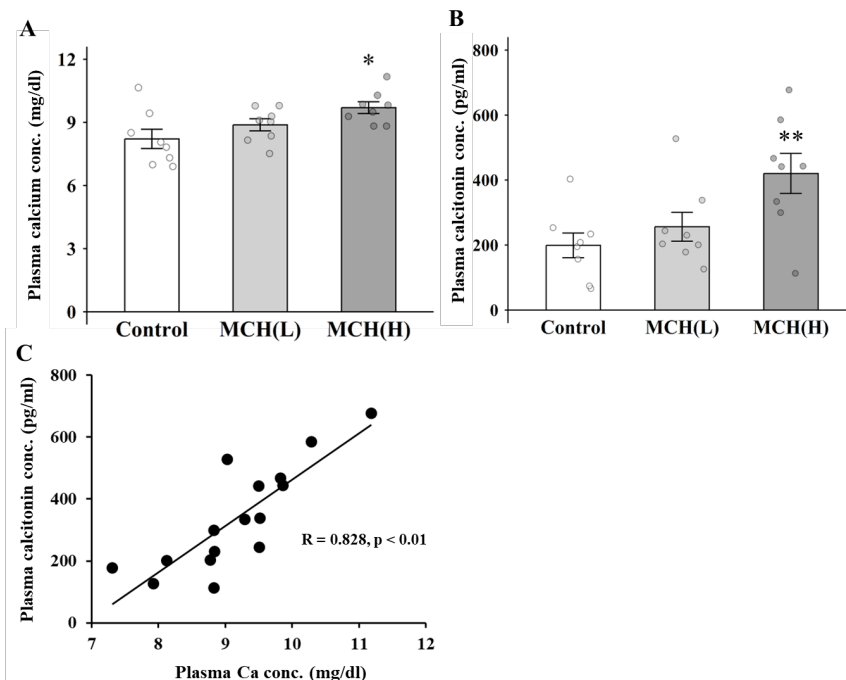 A
B
Plasma calcium conc. (mg/dl)
12
9
6
3
0
*
Control
MCH(L)
MCH(H)
Plasma calcitonin conc. (pg/ml)
800
600
400
200
0
**
Control
MCH(L)
MCH(H)
C
Plasma calcitonin conc. (pg/ml)
800
600
400
200
0
R = 0.828, p < 0.01
7 8 9 10 11 12
Plasma Ca conc. (mg/dl)